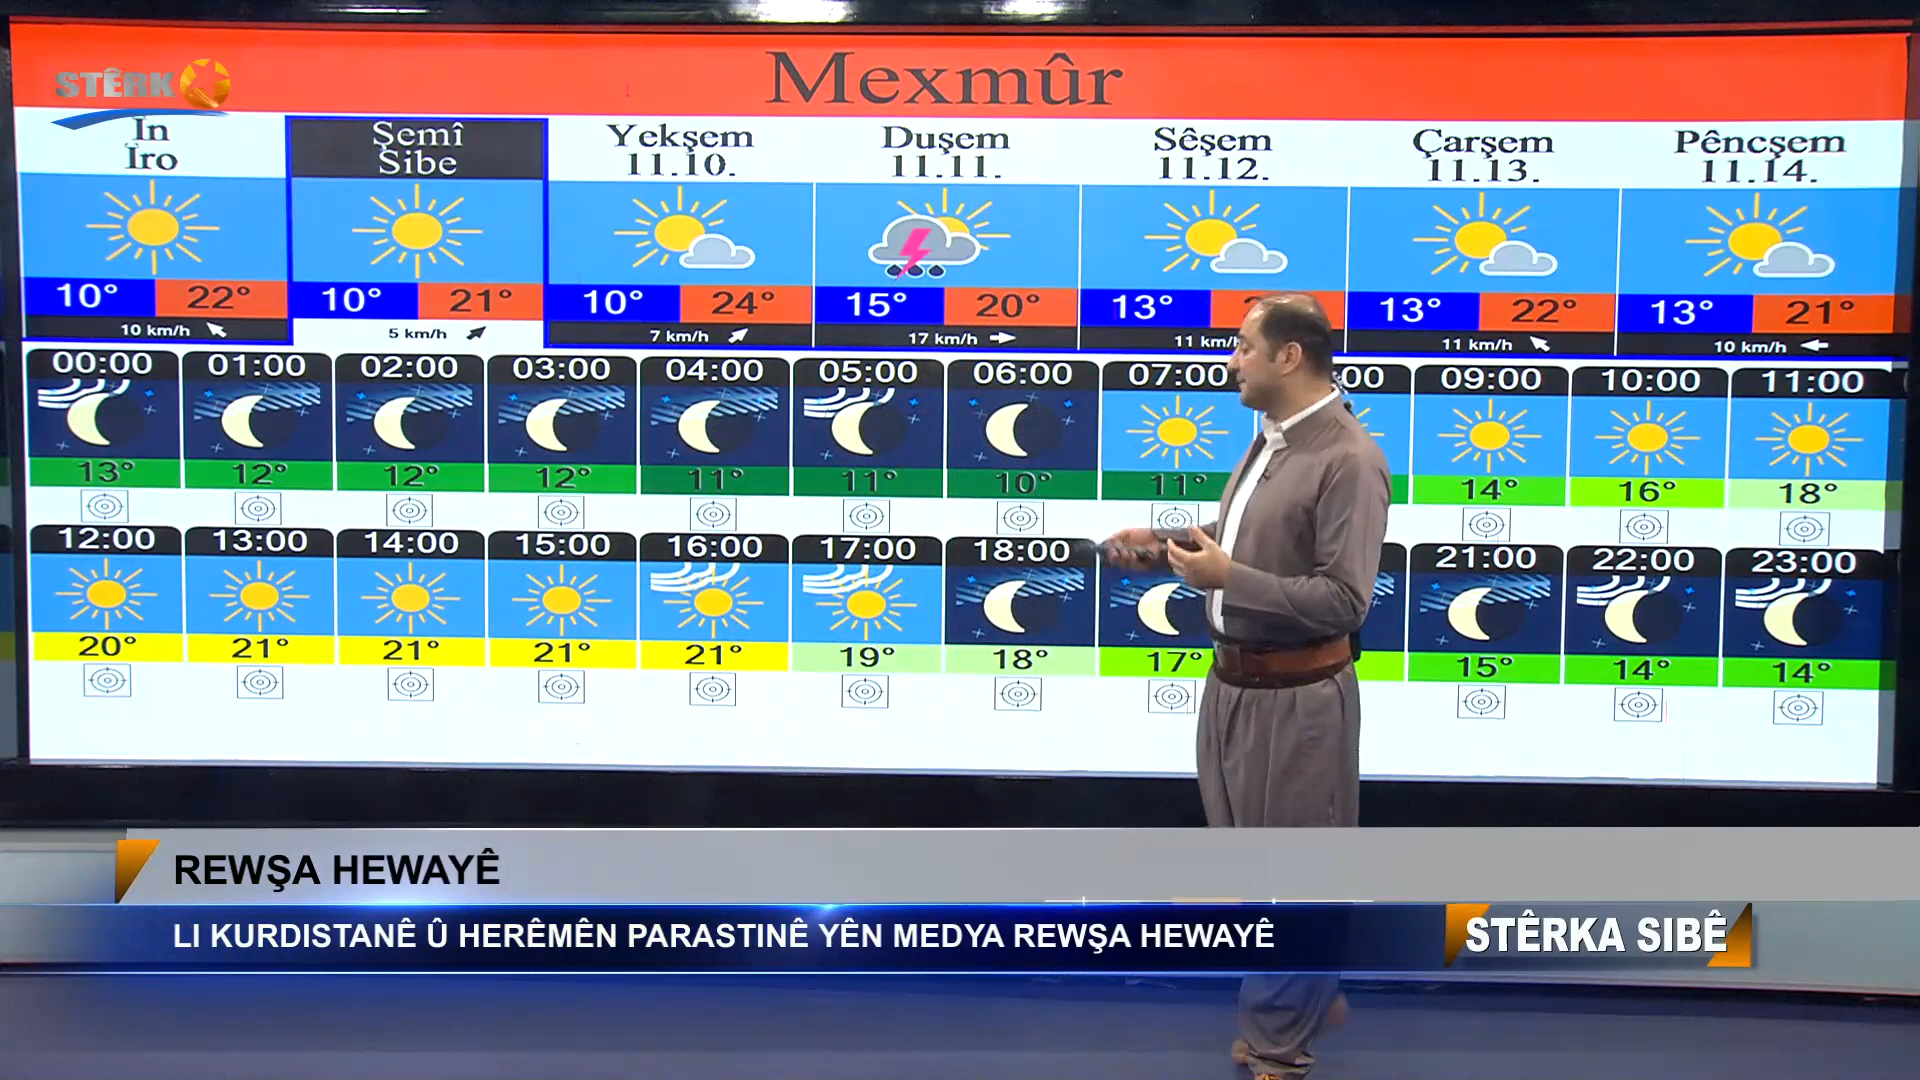 STÊRK
Mexmûr
În
Îro
Şemî
Sibe
Yekşem
11.10.
Duşem
11.11.
Sêşem
11.12.
Çarşem
11.13.
Pêncşem
11.14.
10° 22° 10° 21° 10° 24° 15° 20° 13° 13° 22° 13° 21°
10 km/h 5 km/h 7 km/h 17 km/h 11 km/h 11 km/h 10 km/h
00:00 01:00 02:00 03:00 04:00 05:00 06:00 07:00 09:00 10:00 11:00
13° 12° 12° 12° 11° 11° 10° 11° 14° 16° 18°
12:00 13:00 14:00 15:00 16:00 17:00 18:00 21:00 22:00 23:00
20° 21° 21° 21° 21° 19° 18° 17° 15° 14° 14°
REWŞA HEWAYÊ
LI KURDISTANÊ Û HERÊMÊN PARASTINÊ YÊN MEDYA REWŞA HEWAYÊ
STÊRKA SIBÊ